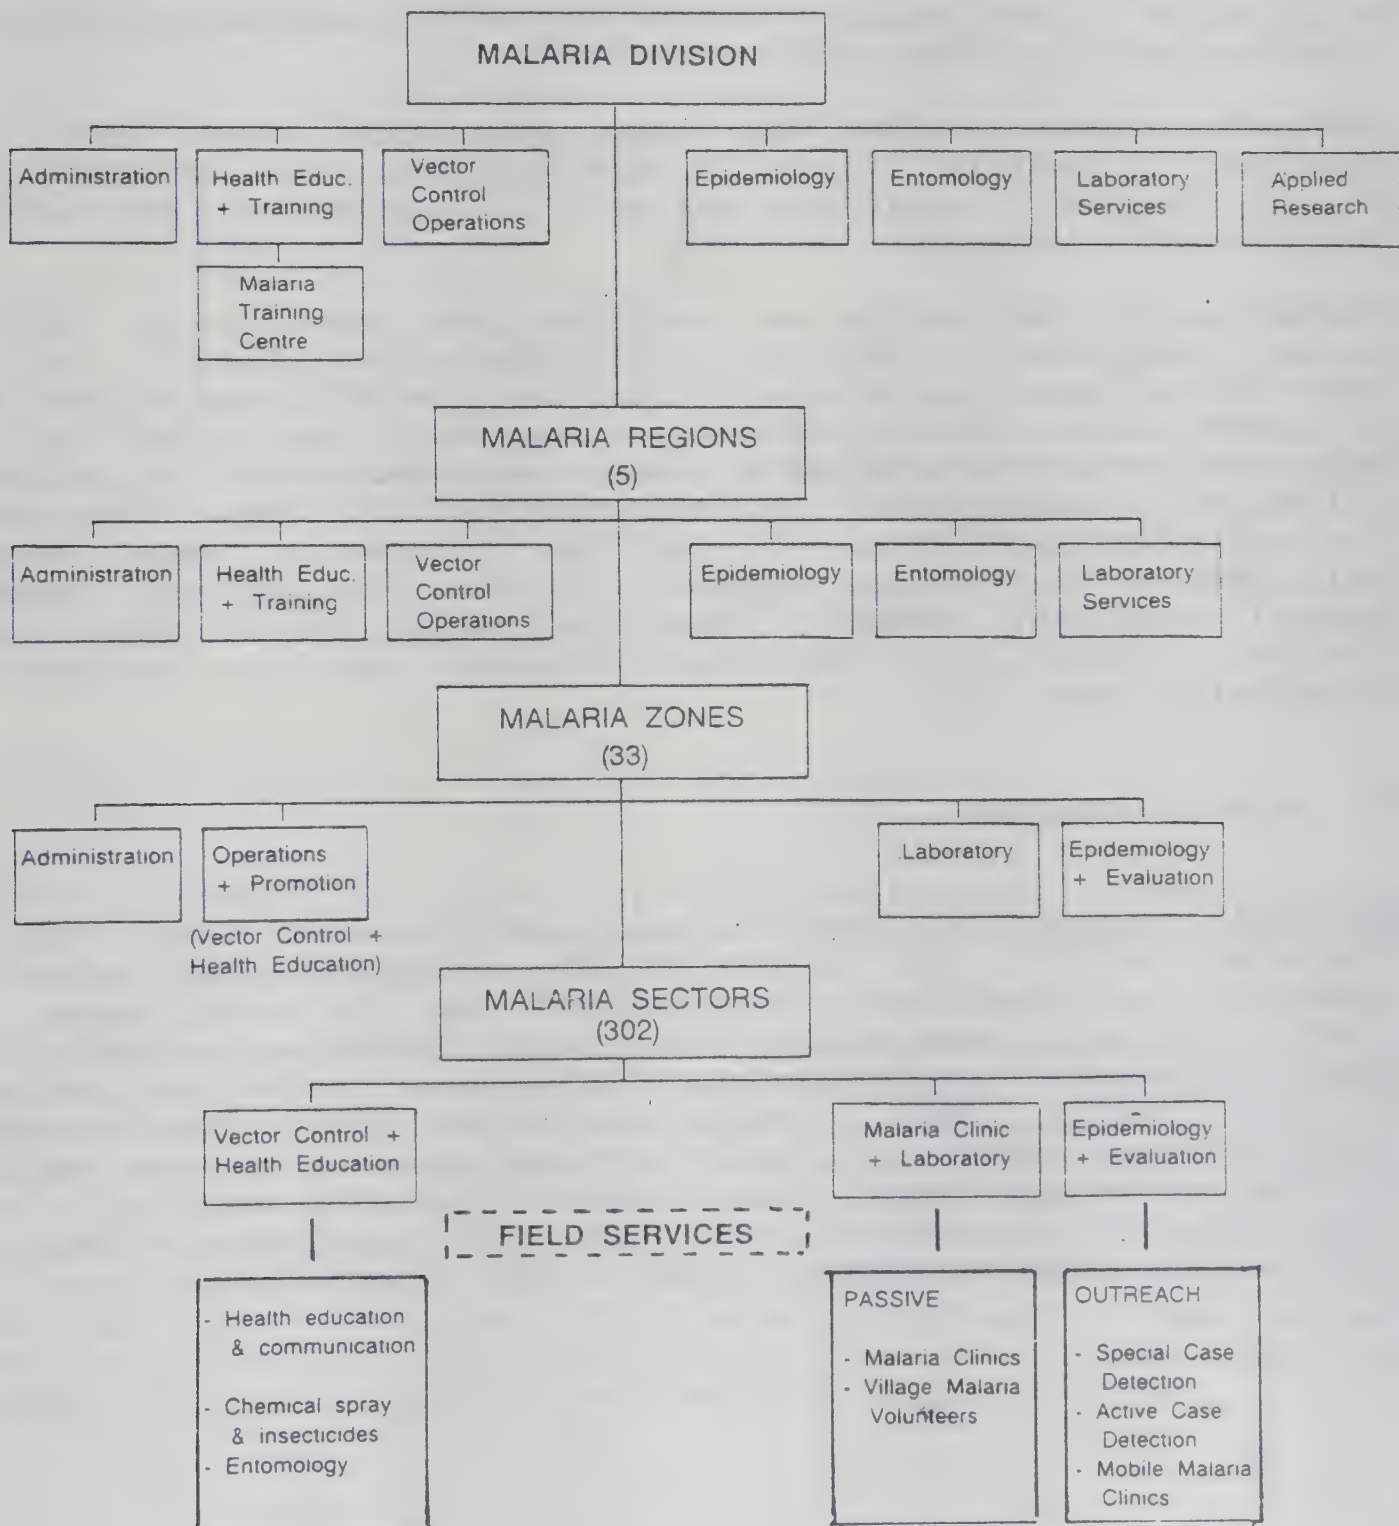 MALARIA DIVISION
Administration
Health Educ.
+ Training
Vector
Control
Operations
Epidemiology
Entomology
Laboratory
Services
Applied
Research
Malaria
Training
Centre
MALARIA REGIONS
(5)
Administration
Health Educ.
+ Training
Vector
Control
Operations
Epidemiology
Entomology
Laboratory
Services
MALARIA ZONES
(33)
Administration
Operations
+ Promotion
(Vector Control +
Health Education)
Laboratory
Epidemiology
+ Evaluation
MALARIA SECTORS
(302)
Vector Control +
Health Education
Malaria Clinic
+ Laboratory
Epidemiology
+ Evaluation
FIELD SERVICES
- Health education
& communication
- Chemical spray
& insecticides
- Entomology
PASSIVE
- Malaria Clinics
- Village Malaria
Volunteers
OUTREACH
- Special Case
Detection
- Active Case
Detection
- Mobile Malaria
Clinics